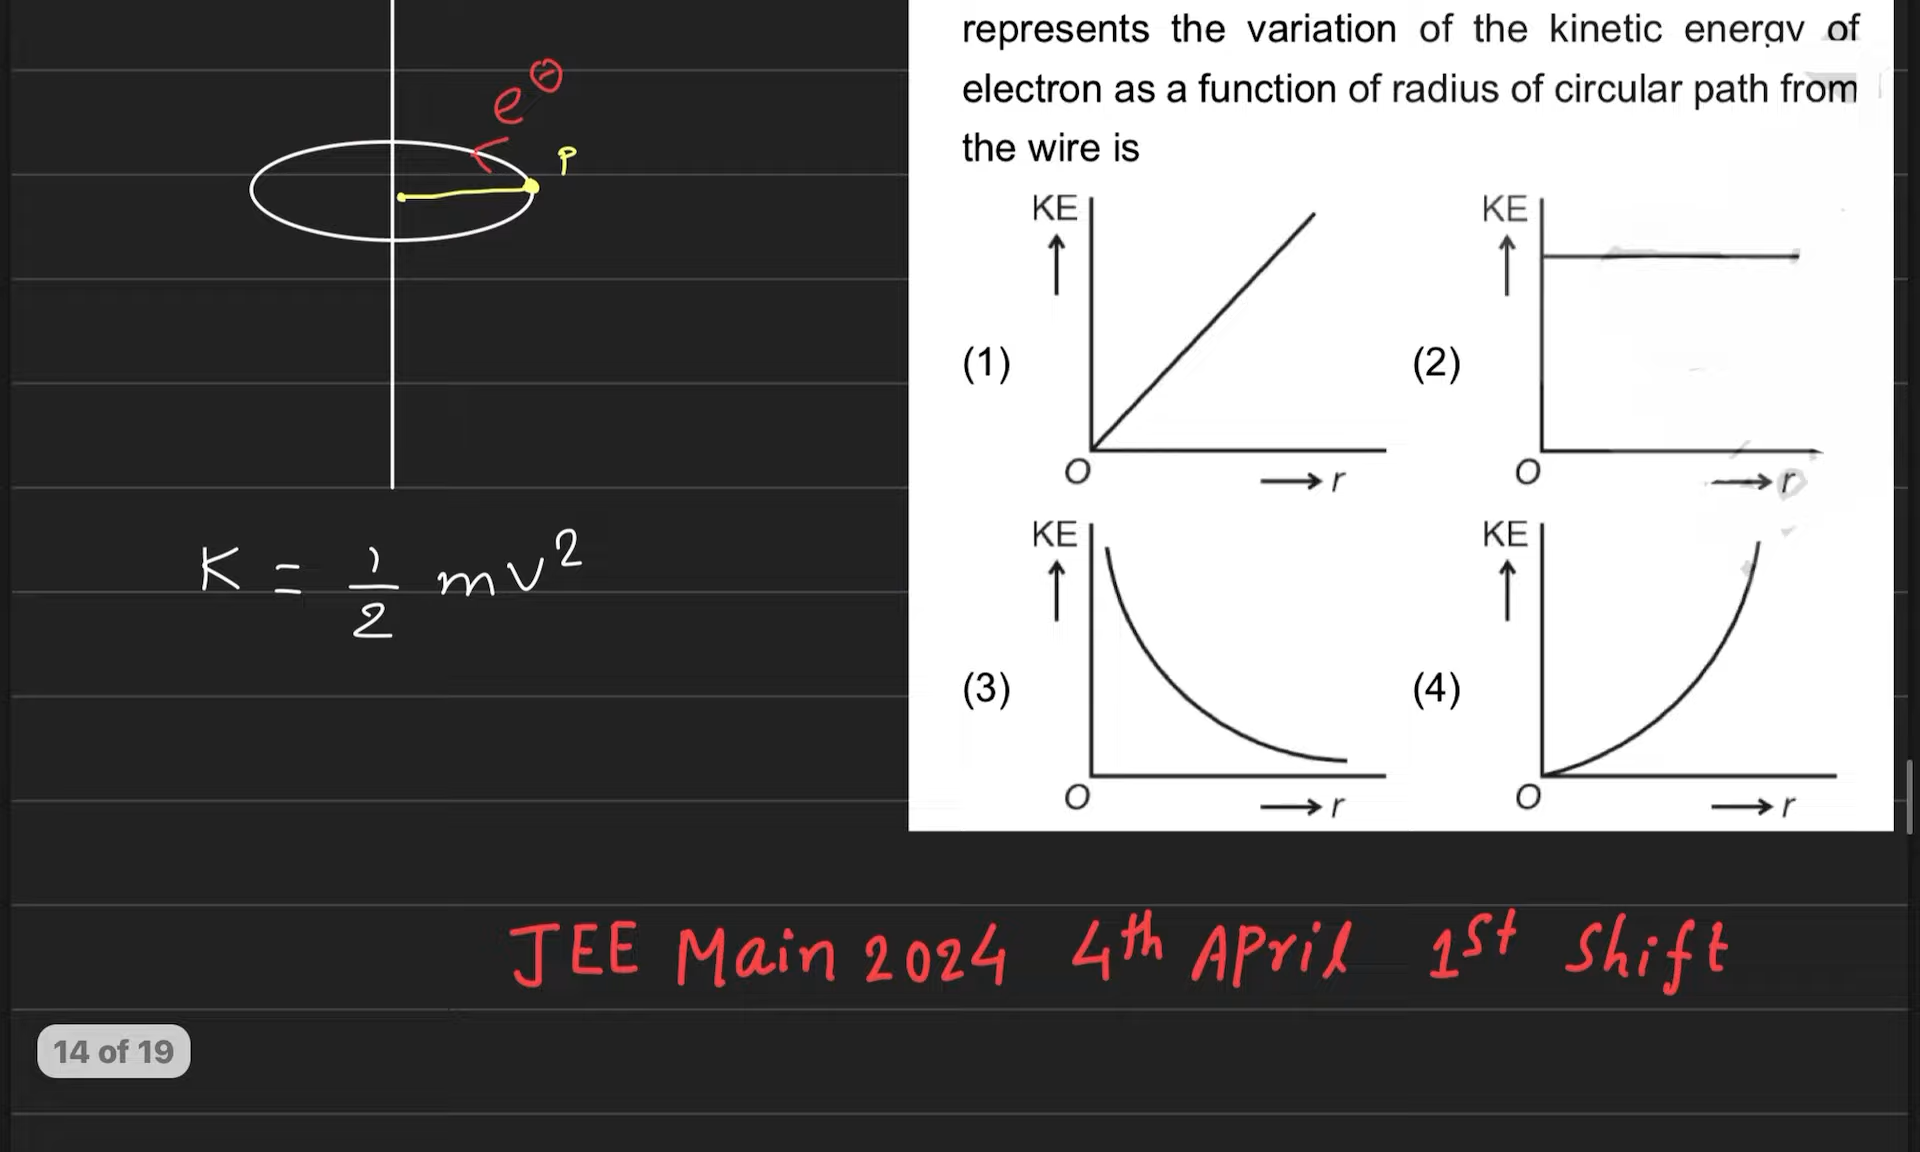 represents the variation of the kinetic energy of
electron as a function of radius of circular path from
the wire is
e⊖
P
K = 1/2 mv²
(1)
KE
O
r
(2)
KE
O
r
(3)
KE
O
r
(4)
KE
O
r
JEE Main 2024 4th April 1st Shift
14 of 19